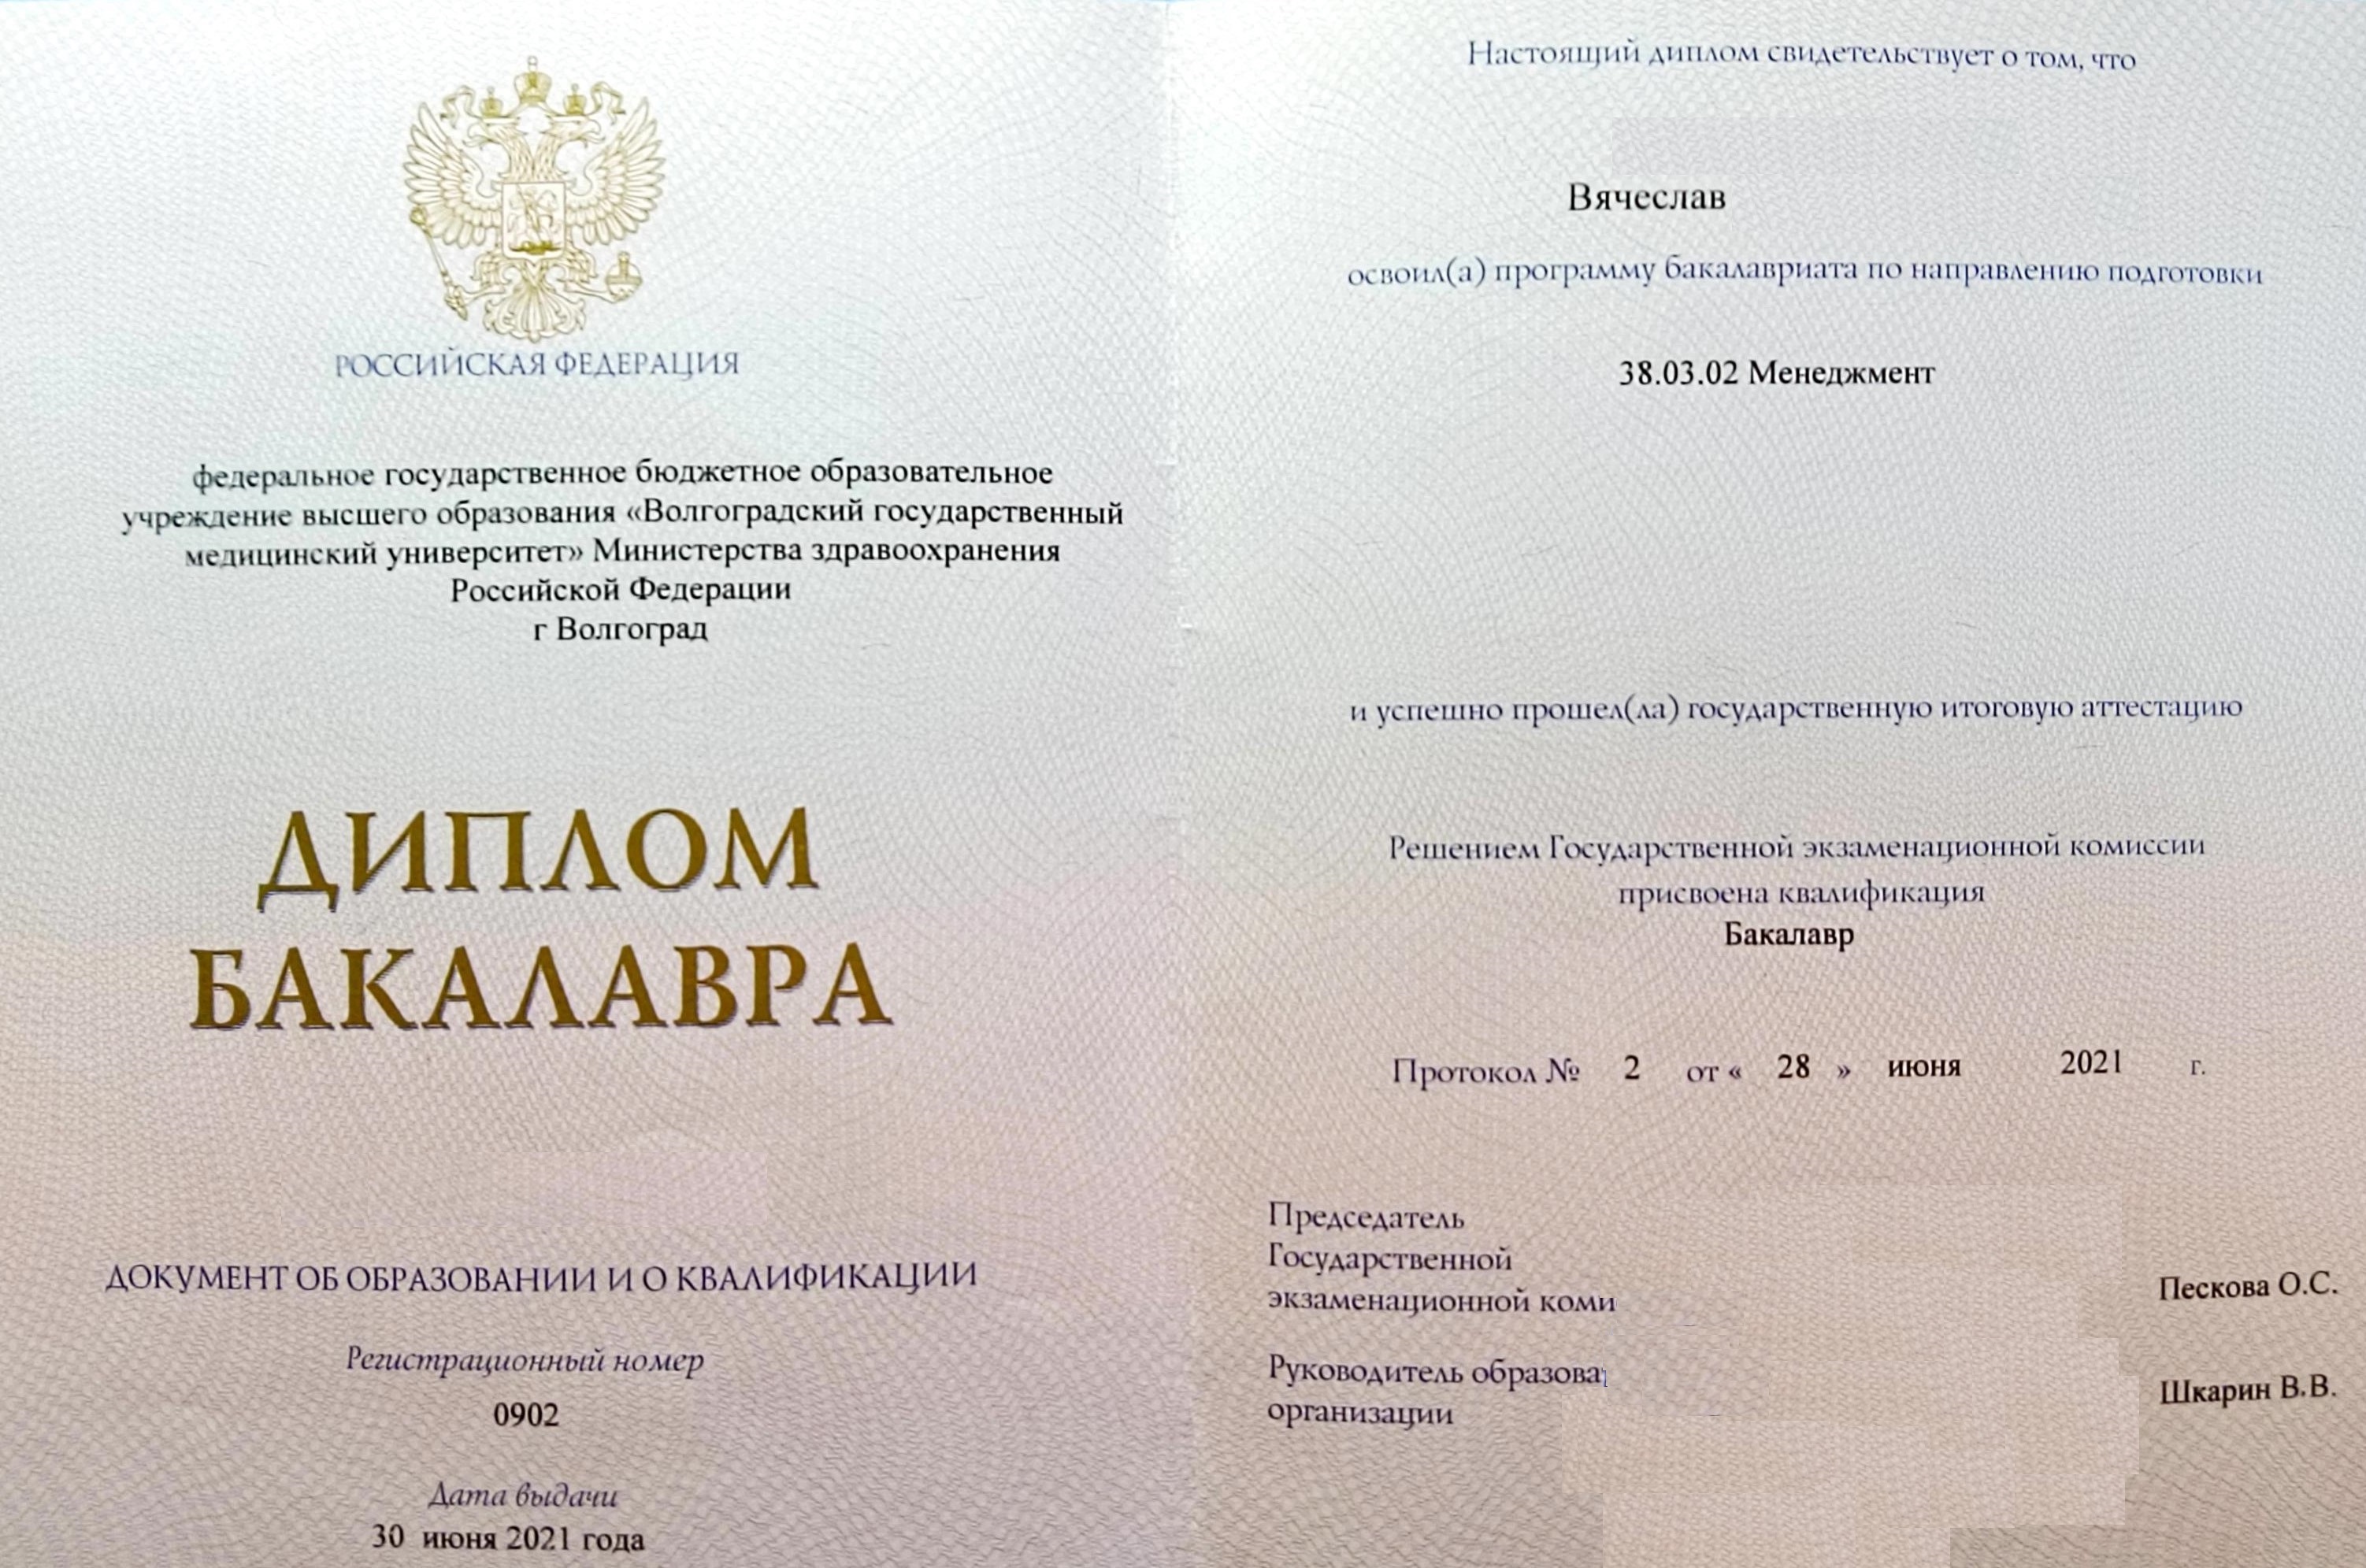 РОССИЙСКАЯ ФЕДЕРАЦИЯ
федеральное государственное бюджетное образовательное
учреждение высшего образования «Волгоградский государственный
медицинский университет» Министерства здравоохранения
Российской Федерации
г Волгоград
ДИПЛОМ
БАКАЛАВРА
ДОКУМЕНТ ОБ ОБРАЗОВАНИИ И О КВАЛИФИКАЦИИ
Регистрационный номер
0902
Дата выдачи
30 июня 2021 года
Настоящий диплом свидетельствует о том, что
Вячеслав
освоил(а) программу бакалавриата по направлению подготовки
38.03.02 Менеджмент
и успешно прошел(ла) государственную итоговую аттестацию
Решением Государственной экзаменационной комиссии
присвоена квалификация
Бакалавр
Протокол № 2 от « 28 » июня 2021 г.
Председатель
Государственной
экзаменационной коми
Пескова О.С.
Руководитель образова
организации
Шкарин В.В.